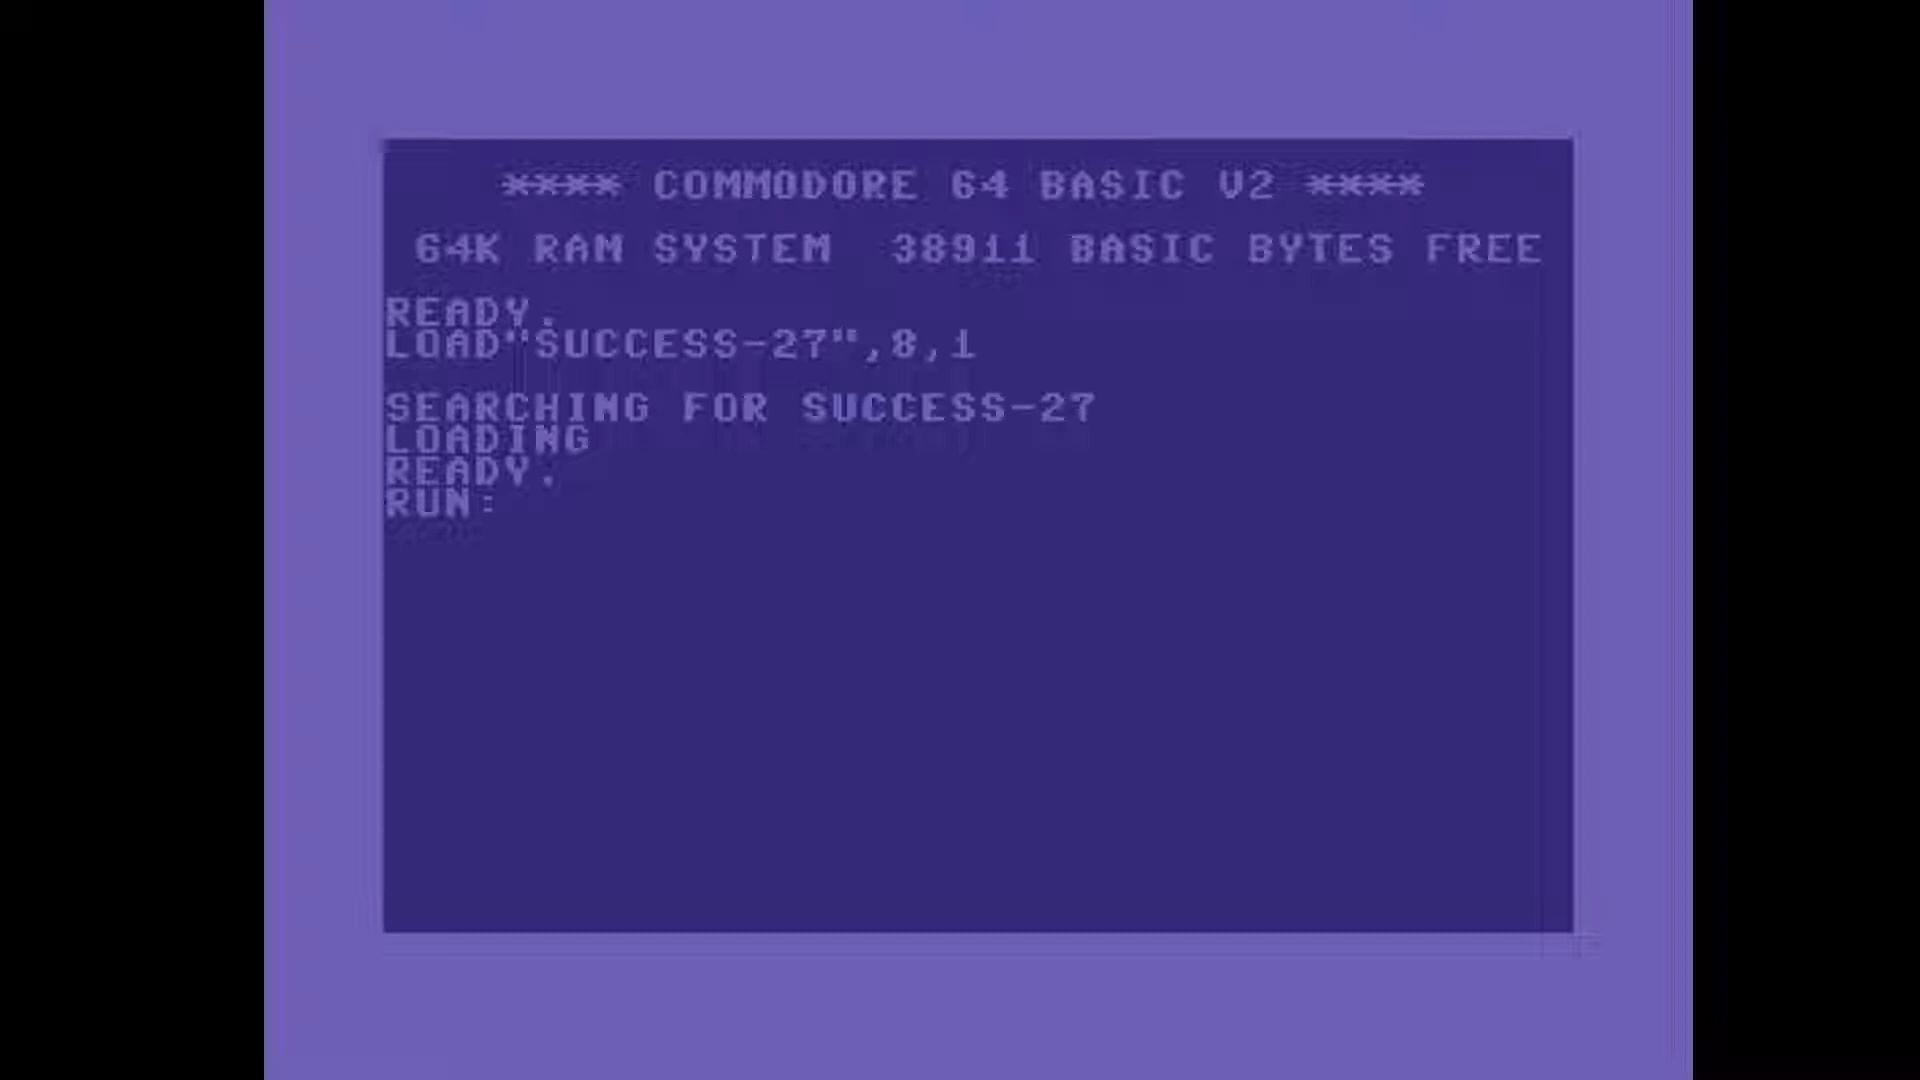 **** COMMODORE 64 BASIC V2 ****
64K RAM SYSTEM  38911 BASIC BYTES FREE
READY.
LOAD"SUCCESS-27",8,1
SEARCHING FOR SUCCESS-27
LOADING
READY.
RUN: